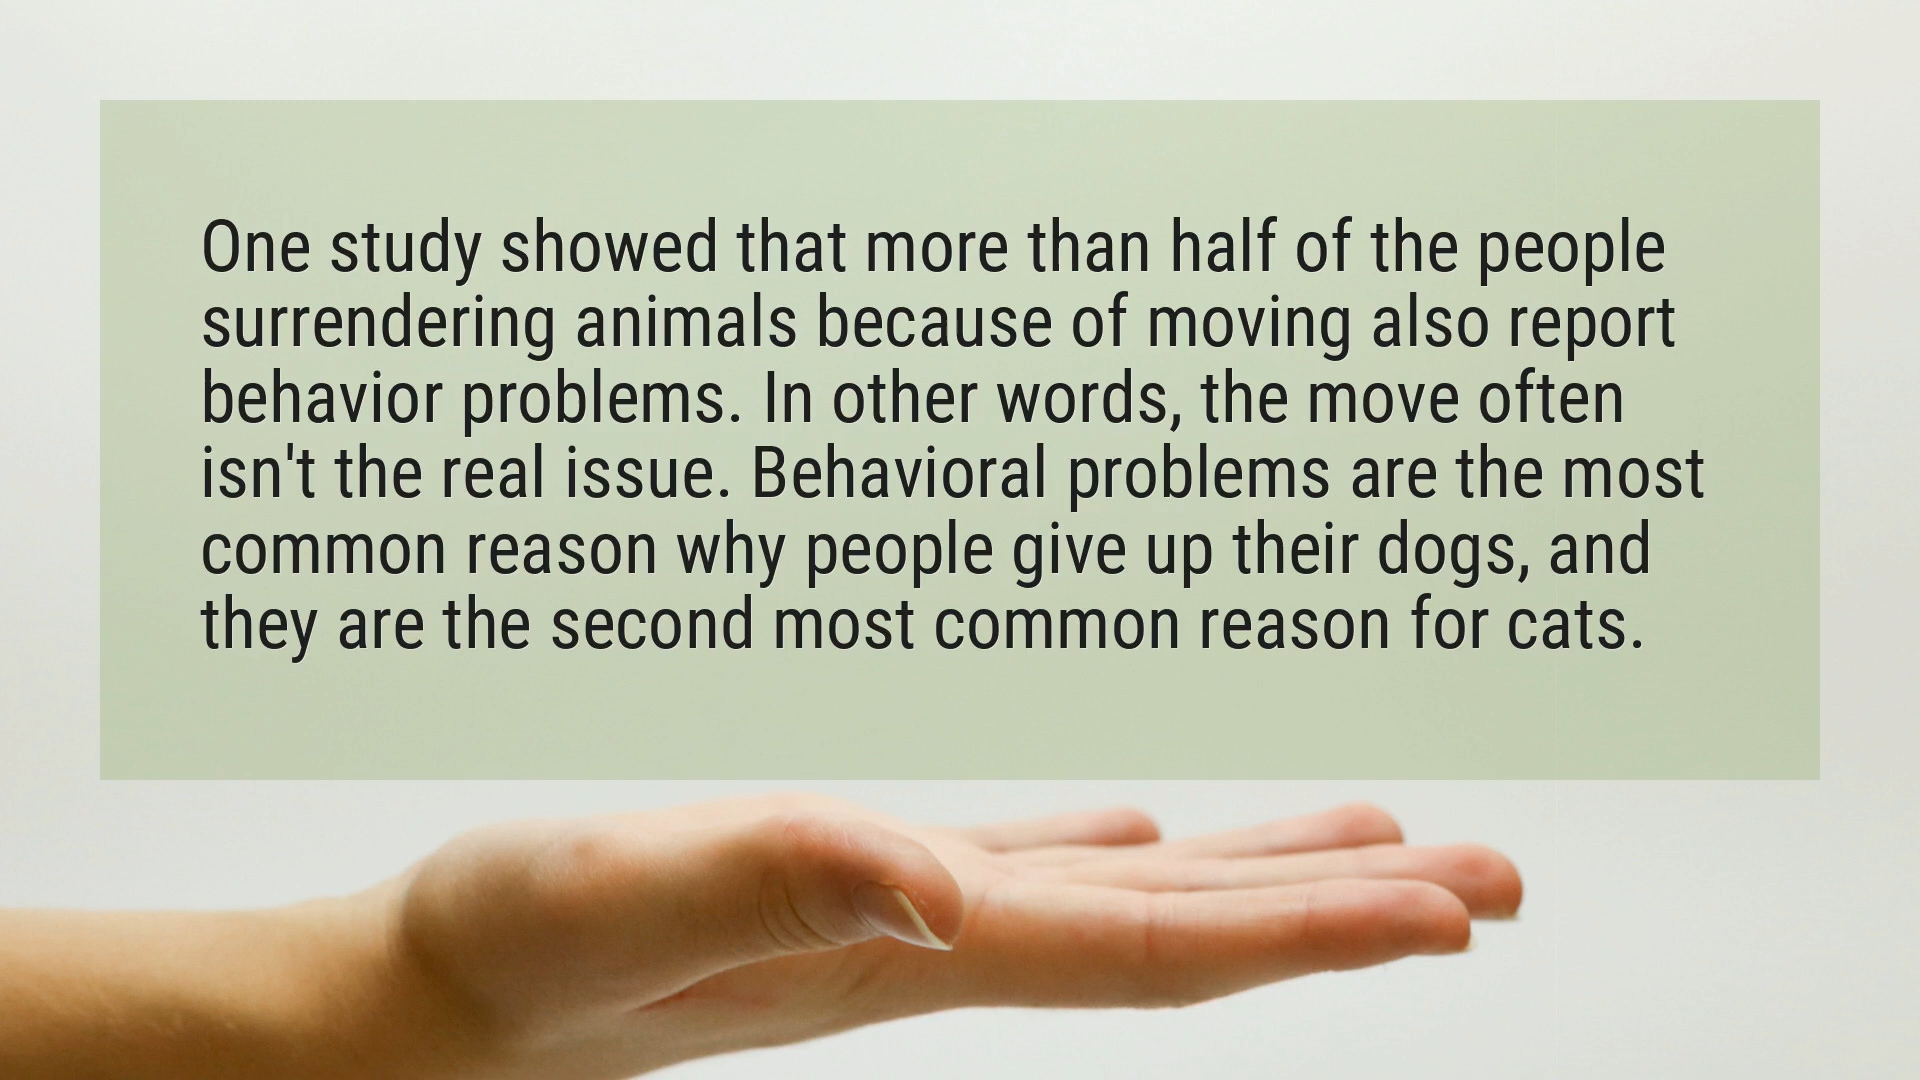 One study showed that more than half of the people
surrendering animals because of moving also report
behavior problems. In other words, the move often
isn't the real issue. Behavioral problems are the most
common reason why people give up their dogs, and
they are the second most common reason for cats.